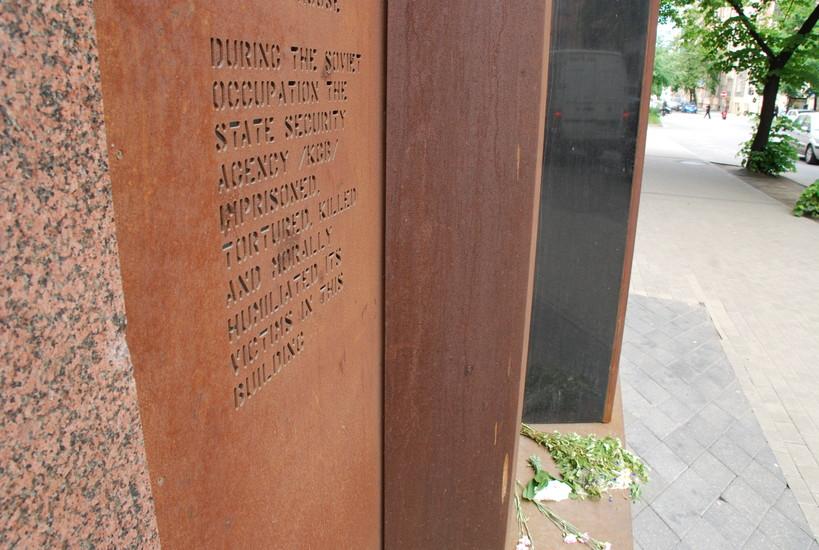 DURING THE SOVIET
OCCUPATION THE
STATE SECURITY
AGENCY /KGB/
IMPRISONED,
TORTURED, KILLED
AND MORALLY
HUMILIATED ITS
VICTIMS IN THIS
BUILDING